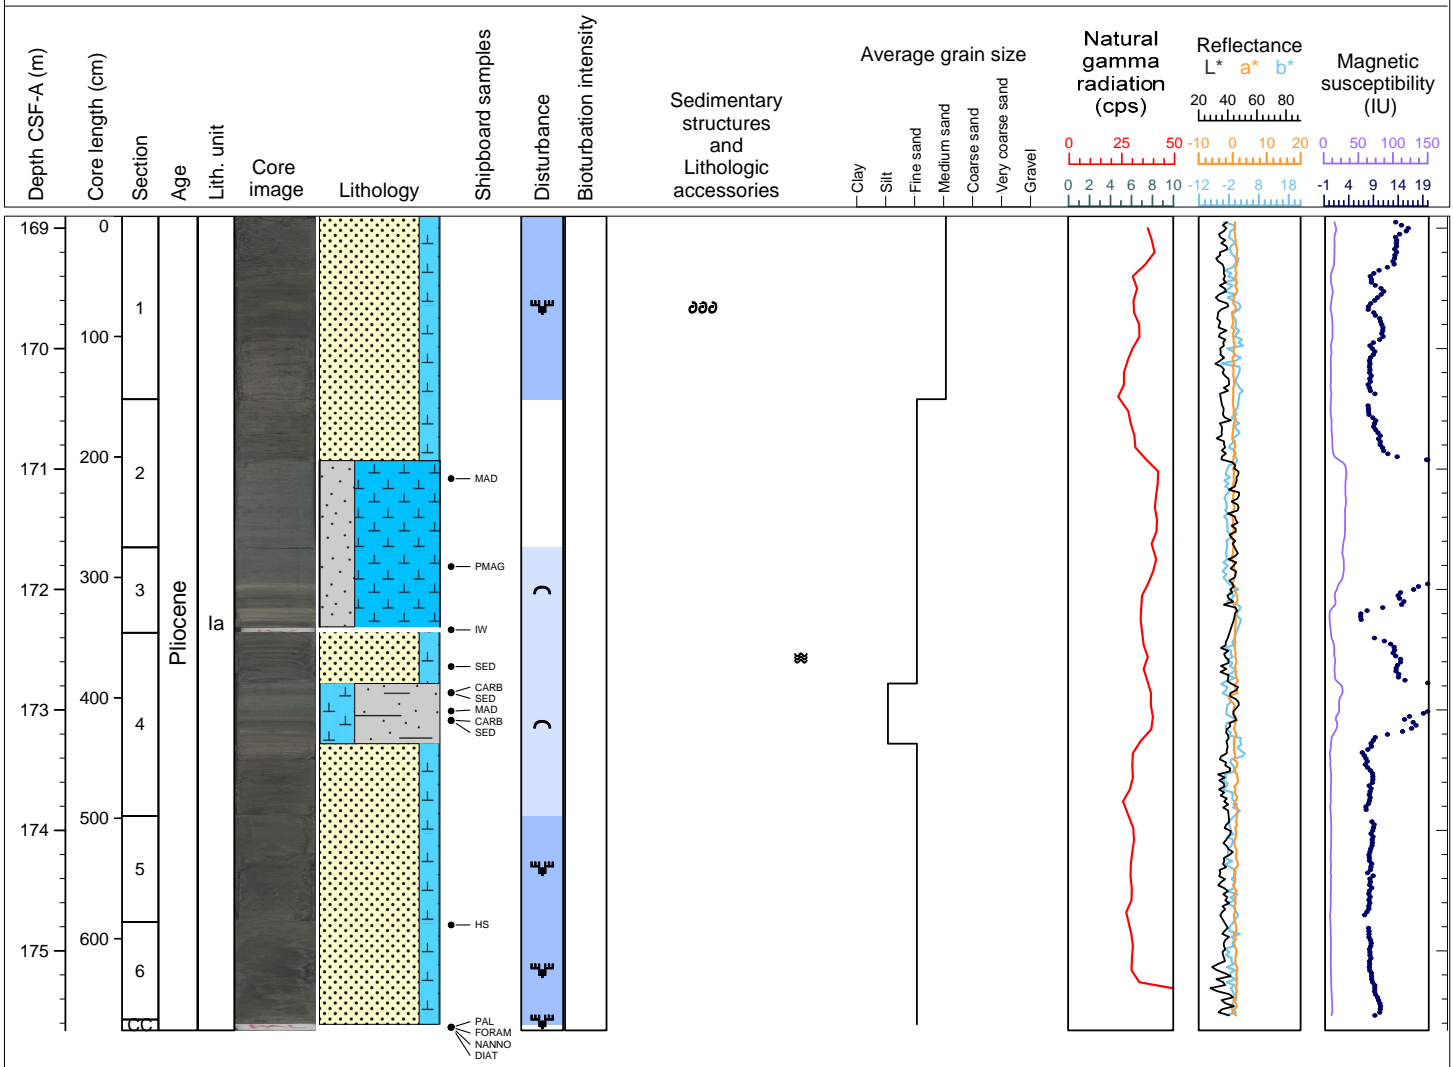 Depth CSF-A (m)
Core length (cm)
Section
Age
Lith. unit
Core
image
Lithology
Shipboard samples
Disturbance
Bioturbation intensity
Sedimentary
structures
and
Lithologic
accessories
Average grain size
Clay
Silt
Fine sand
Medium sand
Coarse sand
Very coarse sand
Gravel
Natural
gamma
radiation
(cps)
0 25 50
0 2 4 6 8 10
Reflectance
L* a* b*
20 40 60 80
-10 0 10 20
-12 -2 8 18
Magnetic
susceptibility
(IU)
0 50 100 150
-1 4 9 14 19
169
170
171
172
173
174
175
0
100
200
300
400
500
600
1
2
3
4
5
6
CC
Pliocene
Ia
MAD
PMAG
IW
SED
CARB
SED
MAD
CARB
SED
HS
PAL
FORAM
NANNO
DIAT